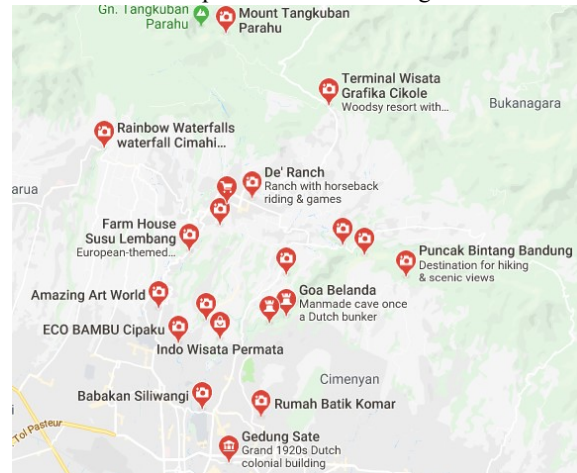 Gn. Tangkuban
Parahu
Mount Tangkuban
Parahu
Terminal Wisata
Grafika Cikole
Woodsy resort with...
Bukanagara
Rainbow Waterfalls
waterfall Cimahi...
De' Ranch
Ranch with horseback
riding & games
arua
Farm House
Susu Lembang
European-themed...
Puncak Bintang Bandung
Destination for hiking
& scenic views
Amazing Art World
Goa Belanda
Manmade cave once
a Dutch bunker
ECO BAMBU Cipaku
Indo Wisata Permata
Cimenyan
Babakan Siliwangi
Rumah Batik Komar
Tol Pasteur
Gedung Sate
Grand 1920s Dutch
colonial building